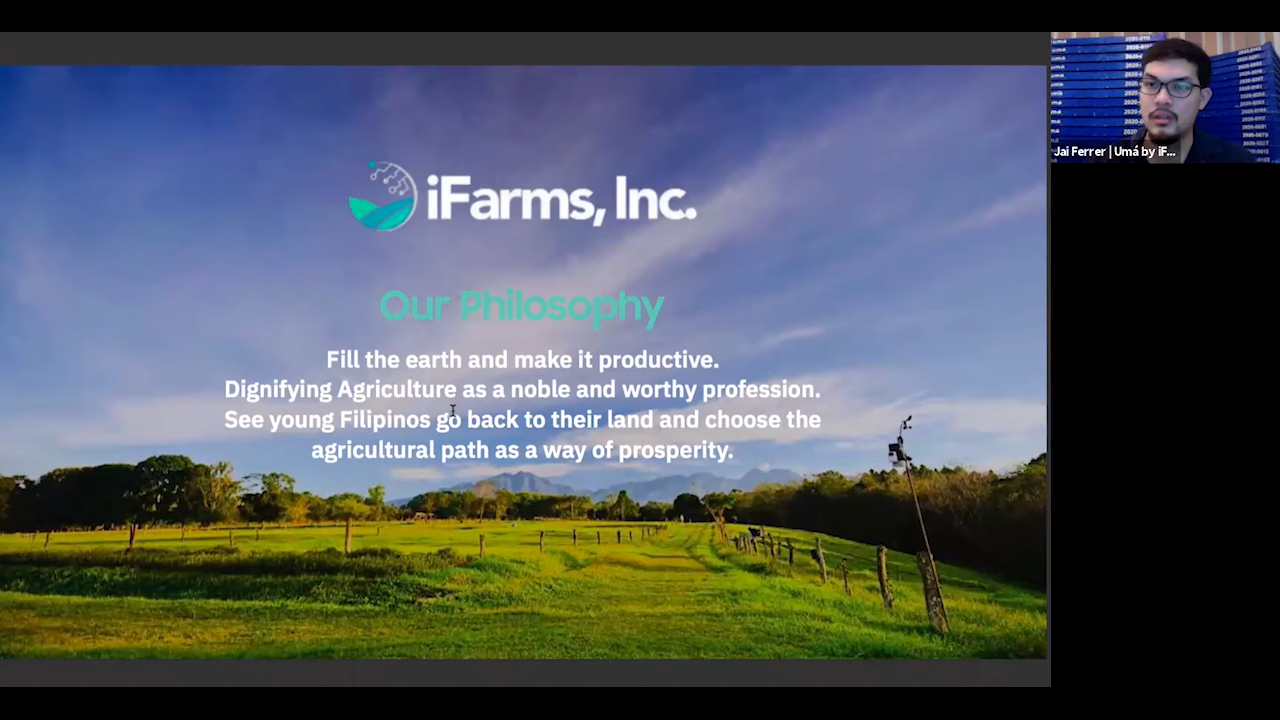 iFarms, Inc.
Our Philosophy
Fill the earth and make it productive.
Dignifying Agriculture as a noble and worthy profession.
See young Filipinos go back to their land and choose the
agricultural path as a way of prosperity.
Jai Ferrer | Umá by iF...